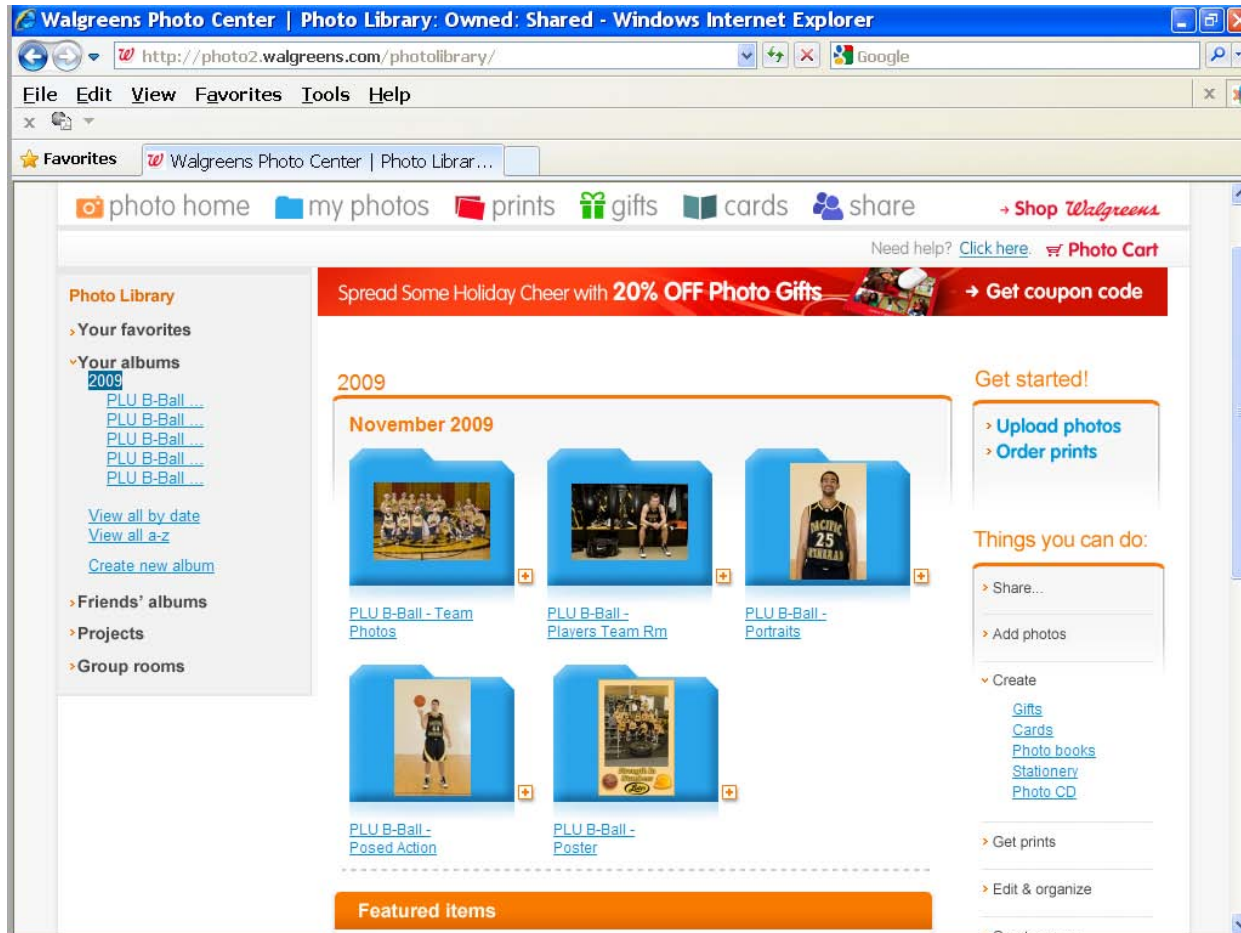 Walgreens Photo Center | Photo Library: Owned: Shared - Windows Internet Explorer
http://photo2.walgreens.com/photolibrary/
Google
File Edit View Favorites Tools Help
Favorites
Walgreens Photo Center | Photo Librar...
photo home my photos prints gifts cards share → Shop Walgreens
Need help? Click here. Photo Cart
Spread Some Holiday Cheer with 20% OFF Photo Gifts → Get coupon code
Photo Library
Your favorites
Your albums
2009
PLU B-Ball ...
PLU B-Ball ...
PLU B-Ball ...
PLU B-Ball ...
PLU B-Ball ...
View all by date
View all a-z
Create new album
Friends' albums
Projects
Group rooms
2009
November 2009
PACIFIC
25
PLU B-Ball - Team
Photos
PLU B-Ball -
Players Team Rm
PLU B-Ball -
Portraits
44
Strength In
Numbers
Lutes
PLU B-Ball -
Posed Action
PLU B-Ball -
Poster
Featured items
Get started!
Upload photos
Order prints
Things you can do:
Share...
Add photos
Create
Gifts
Cards
Photo books
Stationery
Photo CD
Get prints
Edit & organize